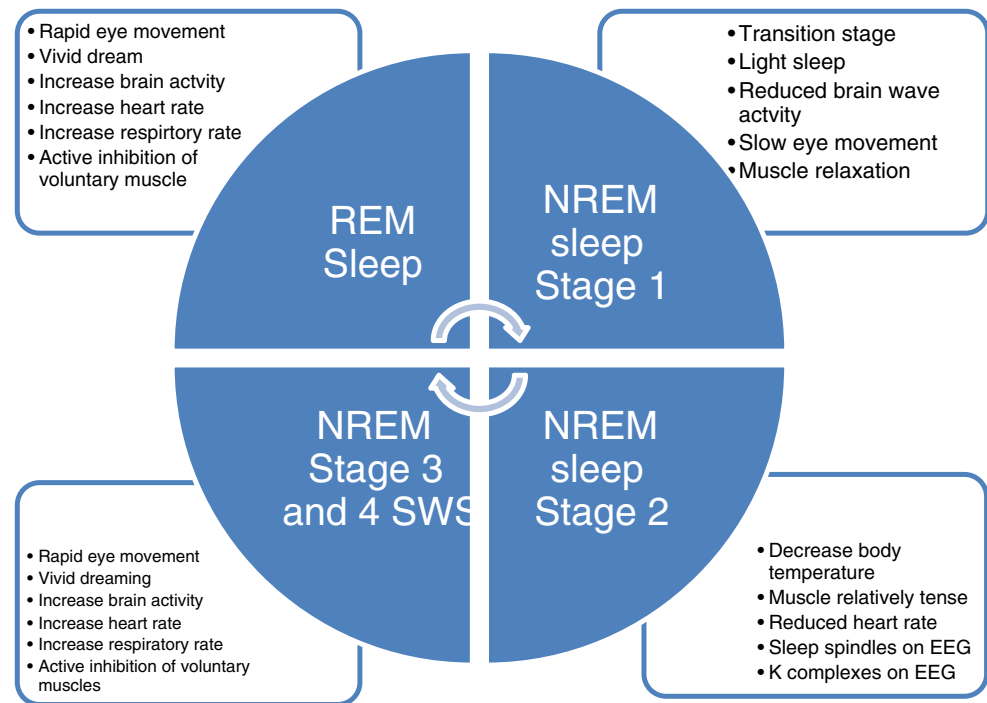 • Rapid eye movement
• Vivid dream
• Increase brain actvity
• Increase heart rate
• Increase respirtory rate
• Active inhibition of
voluntary muscle
• Transition stage
• Light sleep
• Reduced brain wave
actvity
• Slow eye movement
• Muscle relaxation
REM
Sleep
NREM
sleep
Stage 1
NREM
Stage 3
and 4 SWS
NREM
sleep
Stage 2
• Rapid eye movement
• Vivid dreaming
• Increase brain activity
• Increase heart rate
• Increase respiratory rate
• Active inhibition of voluntary
muscles
• Decrease body
temperature
• Muscle relatively tense
• Reduced heart rate
• Sleep spindles on EEG
• K complexes on EEG